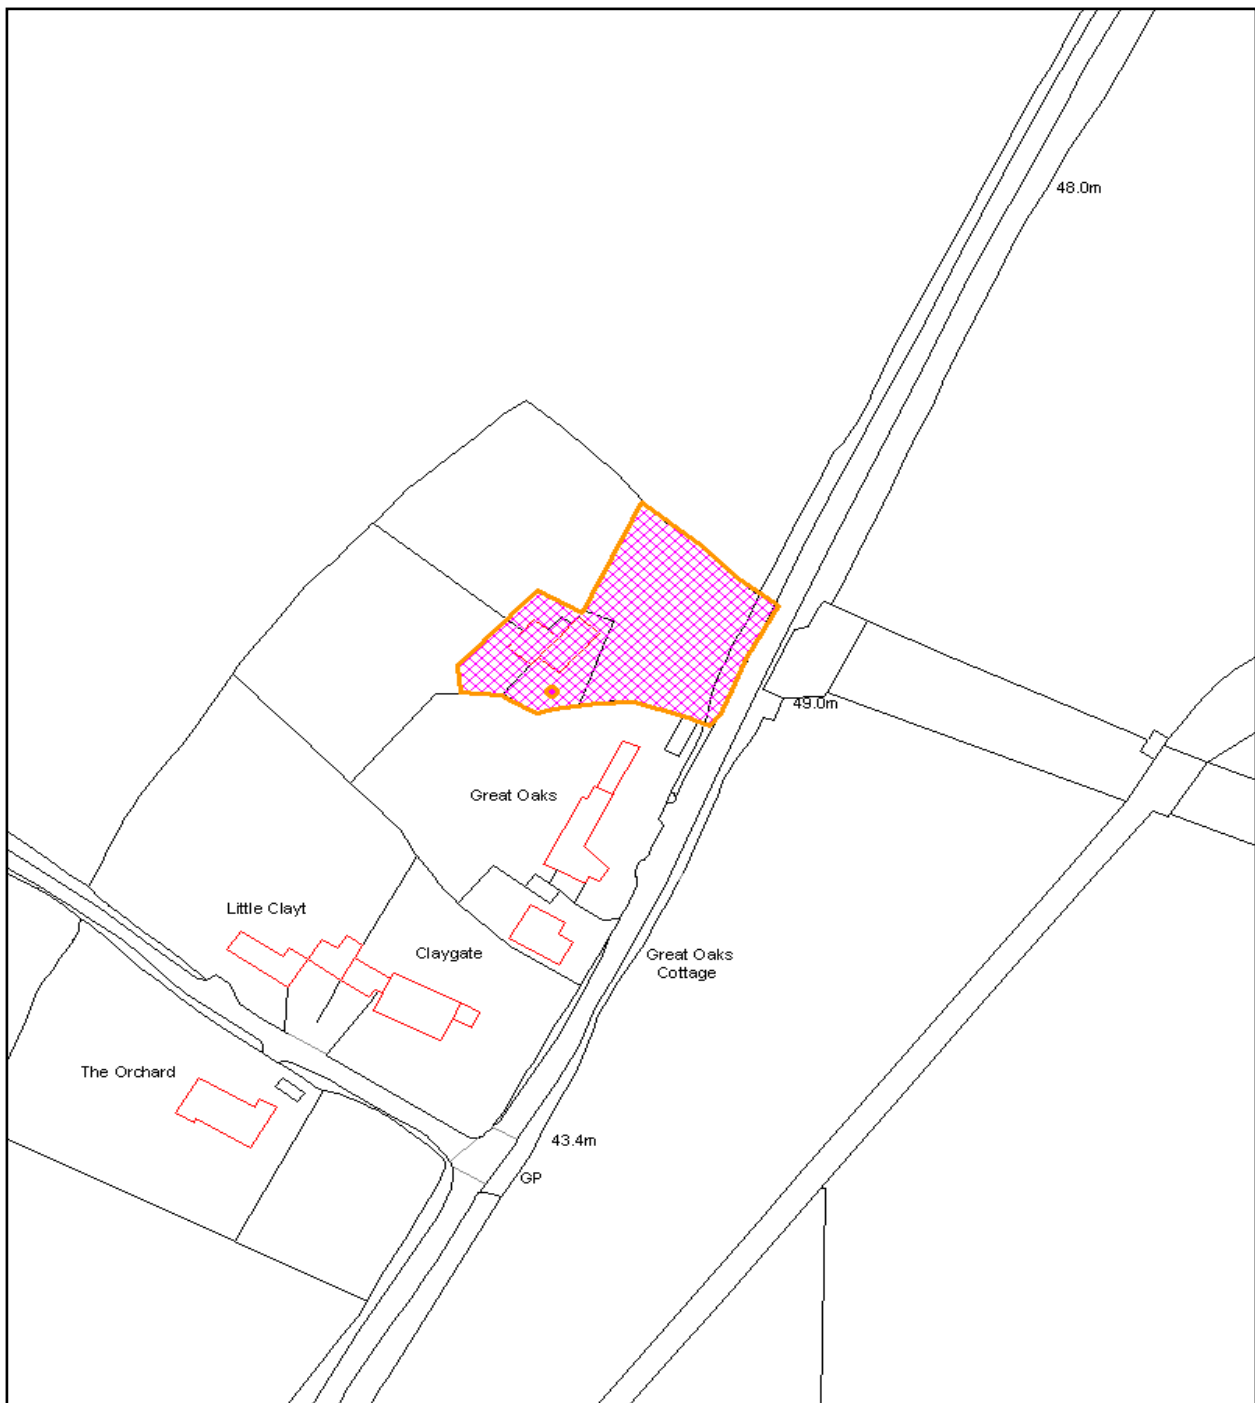 48.0m
49.0m
Great Oaks
Little Clayt
Claygate
Great Oaks
Cottage
The Orchard
43.4m
GP